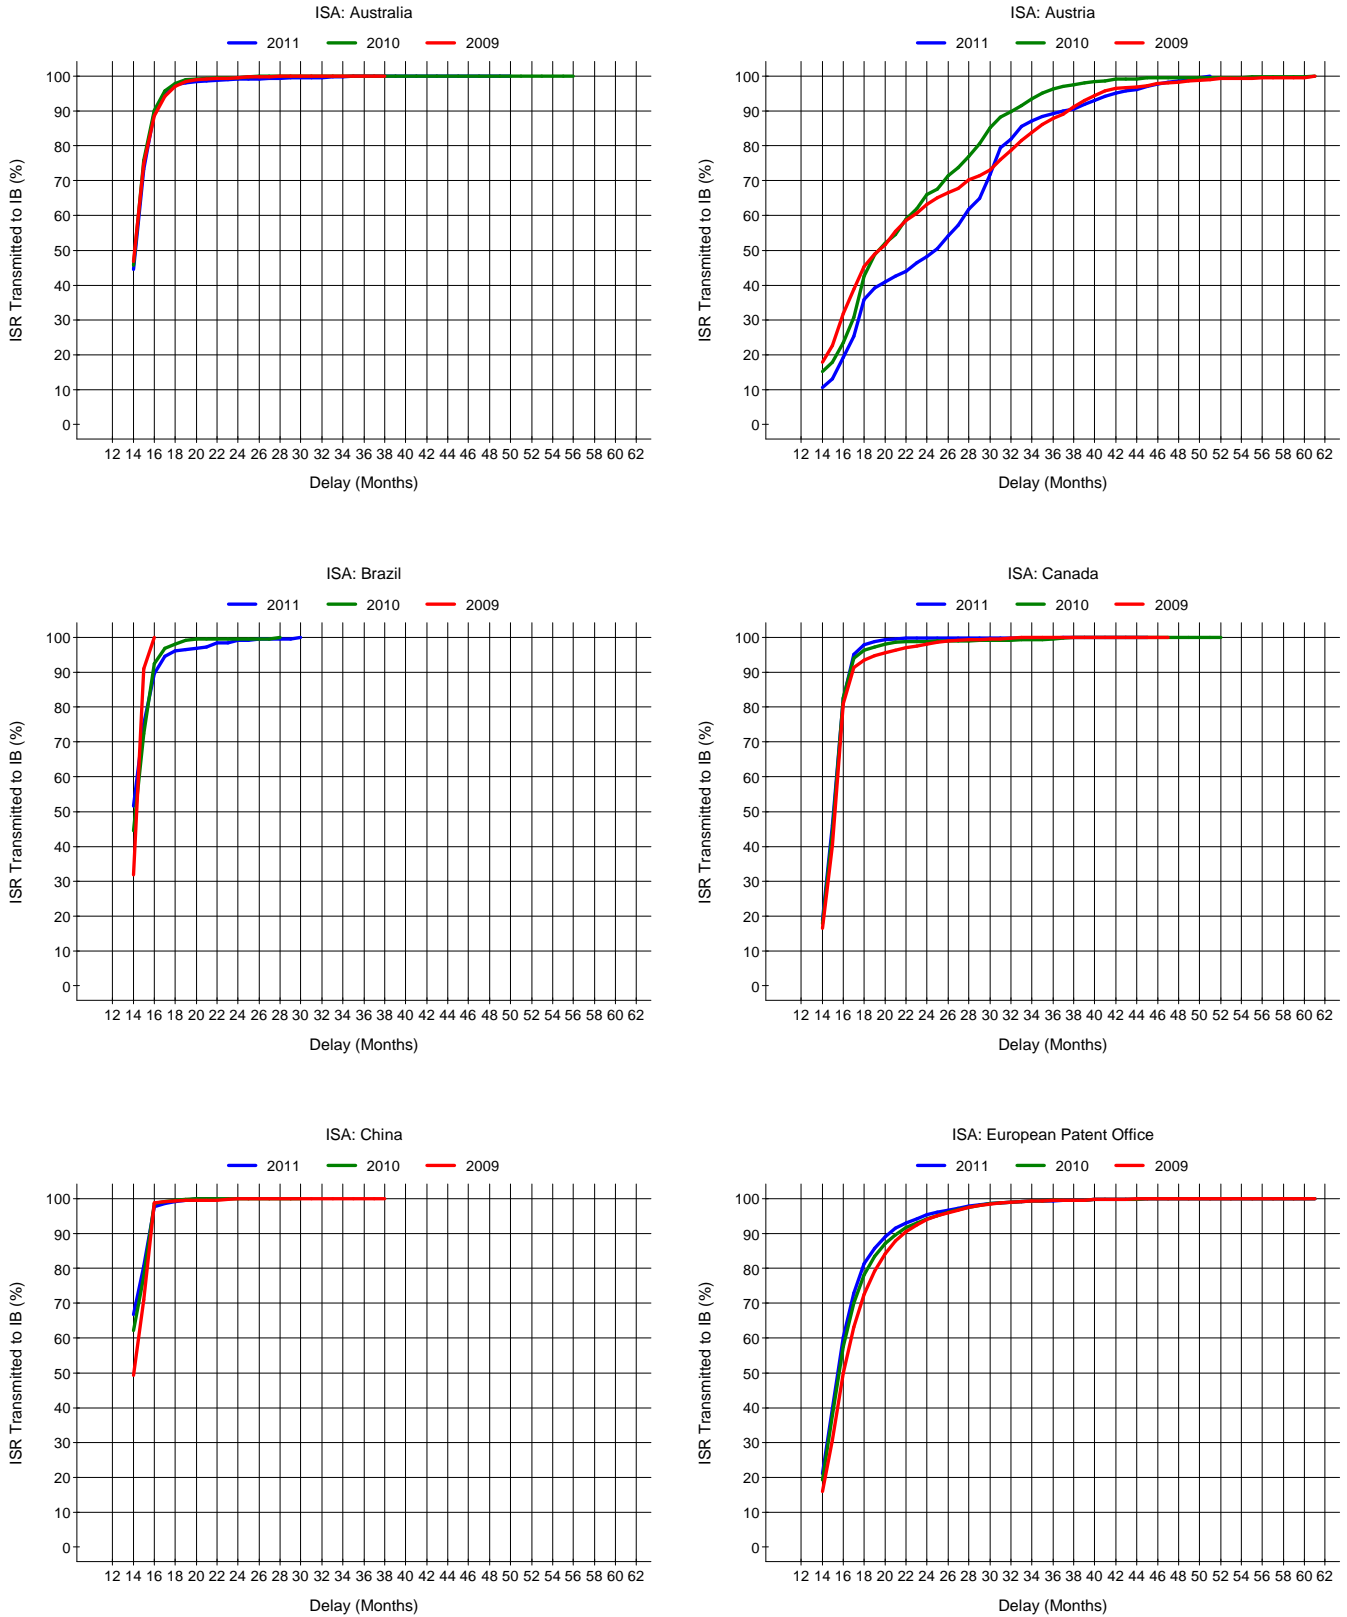 ISA: Australia
2011 2010 2009
100
90
80
70
60
50
40
30
20
10
0
ISR Transmitted to IB (%)
12 14 16 18 20 22 24 26 28 30 32 34 36 38 40 42 44 46 48 50 52 54 56 58 60 62
Delay (Months)
ISA: Austria
2011 2010 2009
100
90
80
70
60
50
40
30
20
10
0
ISR Transmitted to IB (%)
12 14 16 18 20 22 24 26 28 30 32 34 36 38 40 42 44 46 48 50 52 54 56 58 60 62
Delay (Months)
ISA: Brazil
2011 2010 2009
100
90
80
70
60
50
40
30
20
10
0
ISR Transmitted to IB (%)
12 14 16 18 20 22 24 26 28 30 32 34 36 38 40 42 44 46 48 50 52 54 56 58 60 62
Delay (Months)
ISA: Canada
2011 2010 2009
100
90
80
70
60
50
40
30
20
10
0
ISR Transmitted to IB (%)
12 14 16 18 20 22 24 26 28 30 32 34 36 38 40 42 44 46 48 50 52 54 56 58 60 62
Delay (Months)
ISA: China
2011 2010 2009
100
90
80
70
60
50
40
30
20
10
0
ISR Transmitted to IB (%)
12 14 16 18 20 22 24 26 28 30 32 34 36 38 40 42 44 46 48 50 52 54 56 58 60 62
Delay (Months)
ISA: European Patent Office
2011 2010 2009
100
90
80
70
60
50
40
30
20
10
0
ISR Transmitted to IB (%)
12 14 16 18 20 22 24 26 28 30 32 34 36 38 40 42 44 46 48 50 52 54 56 58 60 62
Delay (Months)